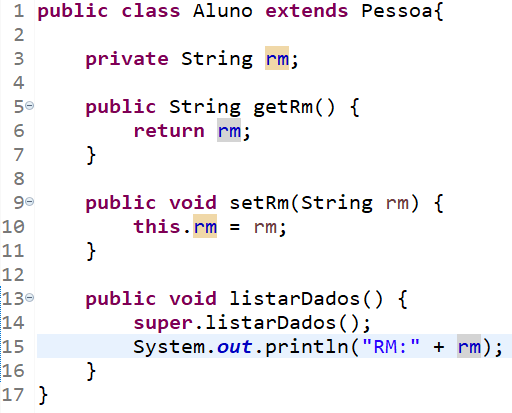 1 public class Aluno extends Pessoa{
2
3     private String rm;
4
5     public String getRm() {
6         return rm;
7     }
8
9     public void setRm(String rm) {
10         this.rm = rm;
11     }
12
13     public void listarDados() {
14         super.listarDados();
15         System.out.println("RM:" + rm);
16     }
17 }